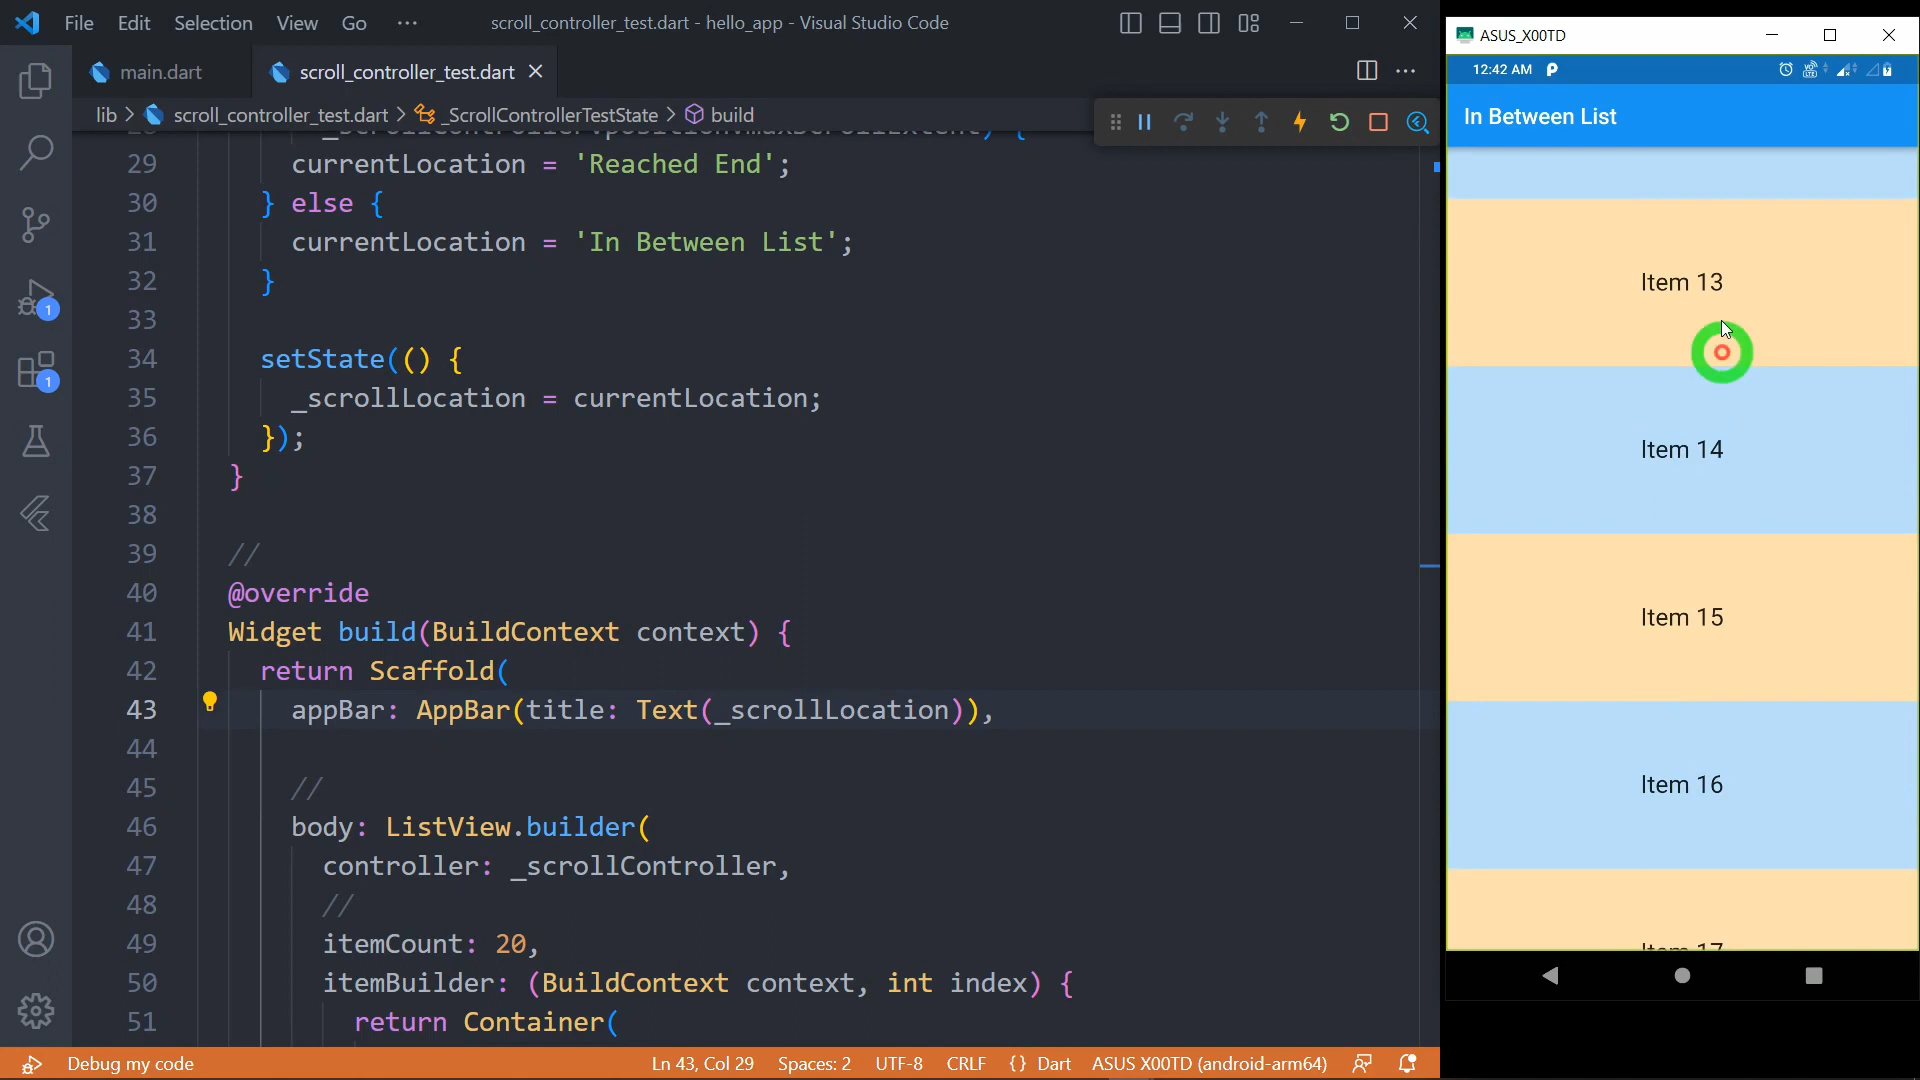 File Edit Selection View Go ··· scroll_controller_test.dart - hello_app - Visual Studio Code
main.dart scroll_controller_test.dart
lib > scroll_controller_test.dart > _ScrollControllerTestState > build
29 currentLocation = 'Reached End';
30 } else {
31 currentLocation = 'In Between List';
32 }
33
34 setState(() {
35 _scrollLocation = currentLocation;
36 });
37 }
38
39 //
40 @override
41 Widget build(BuildContext context) {
42 return Scaffold(
43 appBar: AppBar(title: Text(_scrollLocation)),
44
45 //
46 body: ListView.builder(
47 controller: _scrollController,
48 //
49 itemCount: 20,
50 itemBuilder: (BuildContext context, int index) {
51 return Container(
1
1
Debug my code Ln 43, Col 29 Spaces: 2 UTF-8 CRLF {} Dart ASUS X00TD (android-arm64)
ASUS_X00TD
12:42 AM
In Between List
Item 13
Item 14
Item 15
Item 16
Item 17